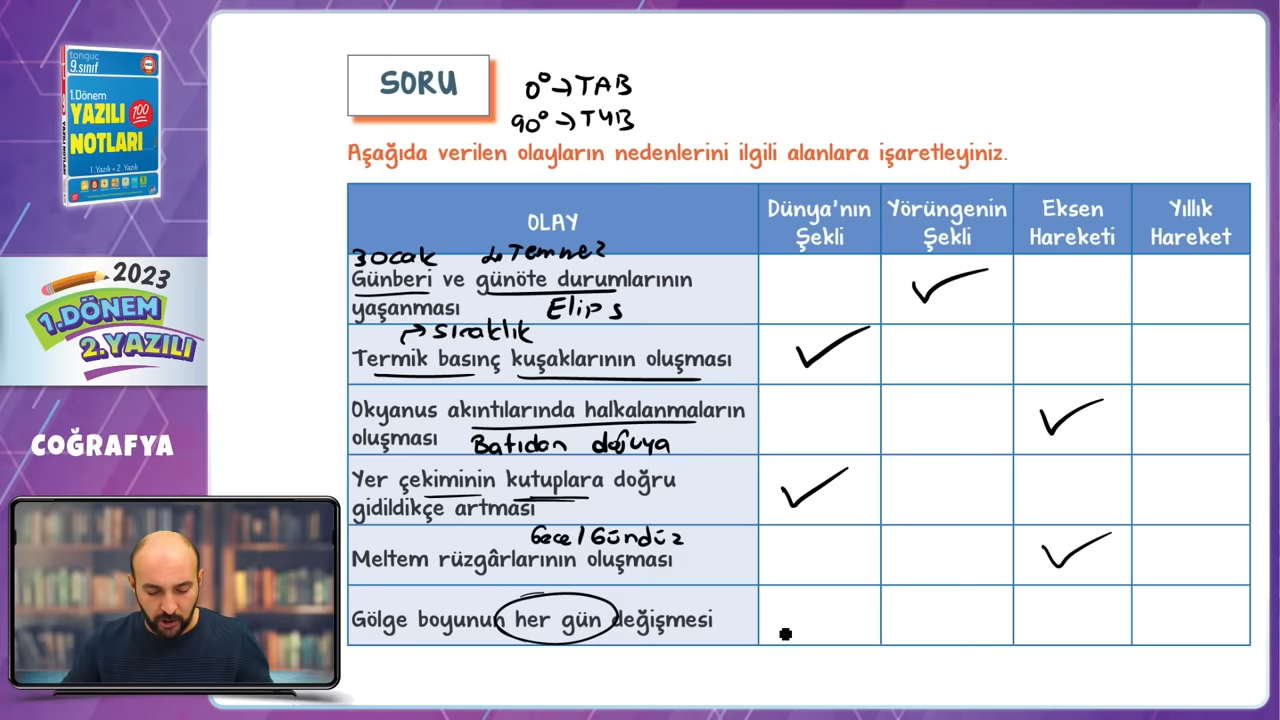 tonguç
9.sınıf
1.Dönem
YAZILI
100
NOTLARI
1.Yazılı - 2.Yazılı
YAZILI NOTLARI
2023
1.DÖNEM
2.YAZILI
COĞRAFYA
SORU
0° → TAB
90° → TYB
Aşağıda verilen olayların nedenlerini ilgili alanlara işaretleyiniz.
OLAY
Dünya'nın
Şekli
Yörüngenin
Şekli
Eksen
Hareketi
Yıllık
Hareket
3 Ocak
4 Temmuz
Günberi ve günöte durumlarının
yaşanması
Elips
→ sıcaklık
Termik basınç kuşaklarının oluşması
Okyanus akıntılarında halkalanmaların
oluşması
Batıdan doğuya
Yer çekiminin kutuplara doğru
gidildikçe artması
Gece/Gündüz
Meltem rüzgârlarının oluşması
Gölge boyunun her gün değişmesi